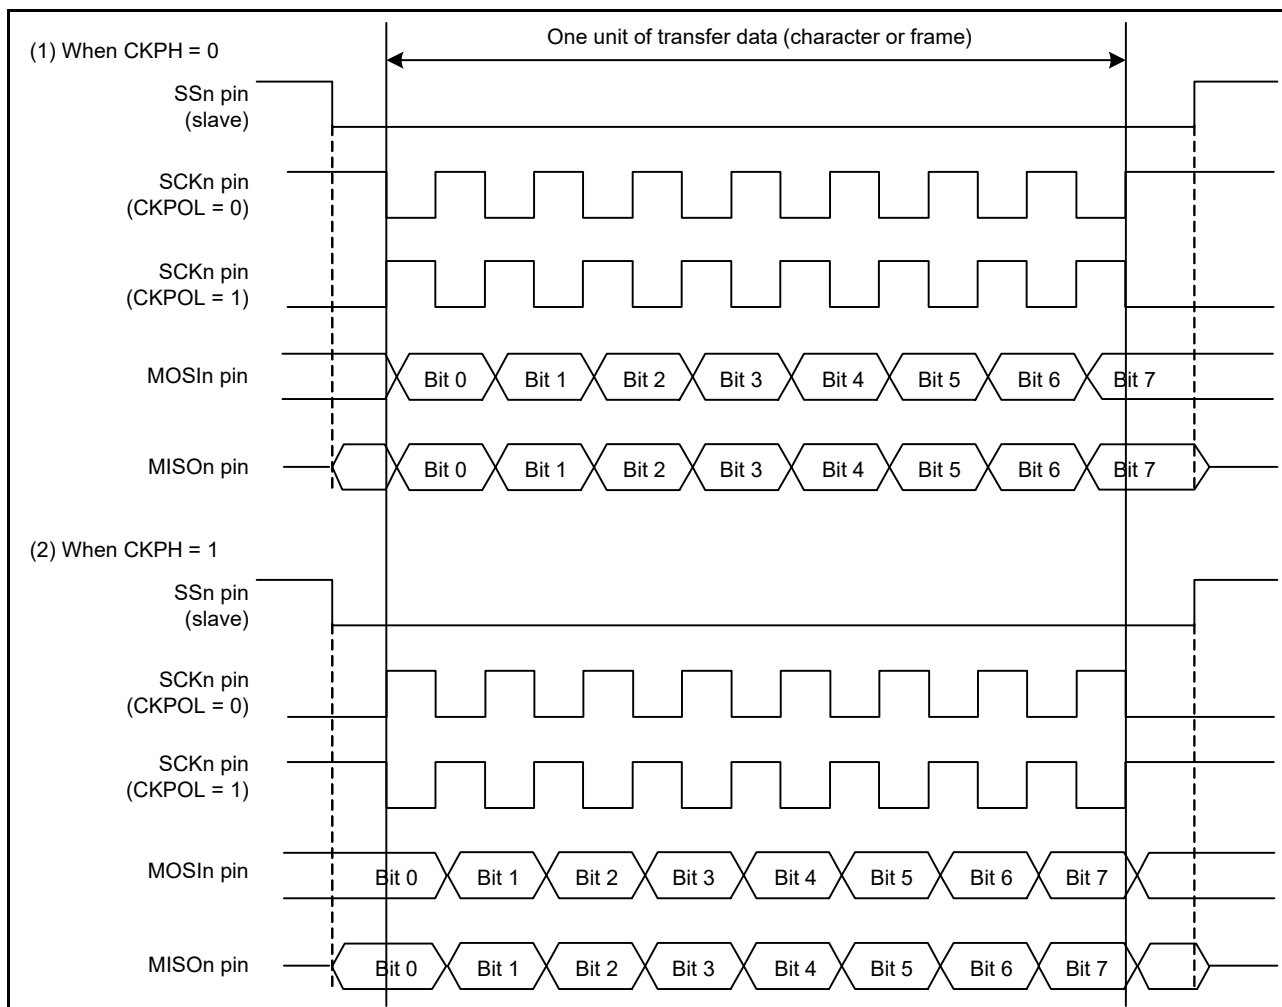 One unit of transfer data (character or frame)
(1) When CKPH = 0
SSn pin
(slave)
SCKn pin
(CKPOL = 0)
SCKn pin
(CKPOL = 1)
MOSIn pin
Bit 0 Bit 1 Bit 2 Bit 3 Bit 4 Bit 5 Bit 6 Bit 7
MISOn pin
Bit 0 Bit 1 Bit 2 Bit 3 Bit 4 Bit 5 Bit 6 Bit 7
(2) When CKPH = 1
SSn pin
(slave)
SCKn pin
(CKPOL = 0)
SCKn pin
(CKPOL = 1)
MOSIn pin
Bit 0 Bit 1 Bit 2 Bit 3 Bit 4 Bit 5 Bit 6 Bit 7
MISOn pin
Bit 0 Bit 1 Bit 2 Bit 3 Bit 4 Bit 5 Bit 6 Bit 7